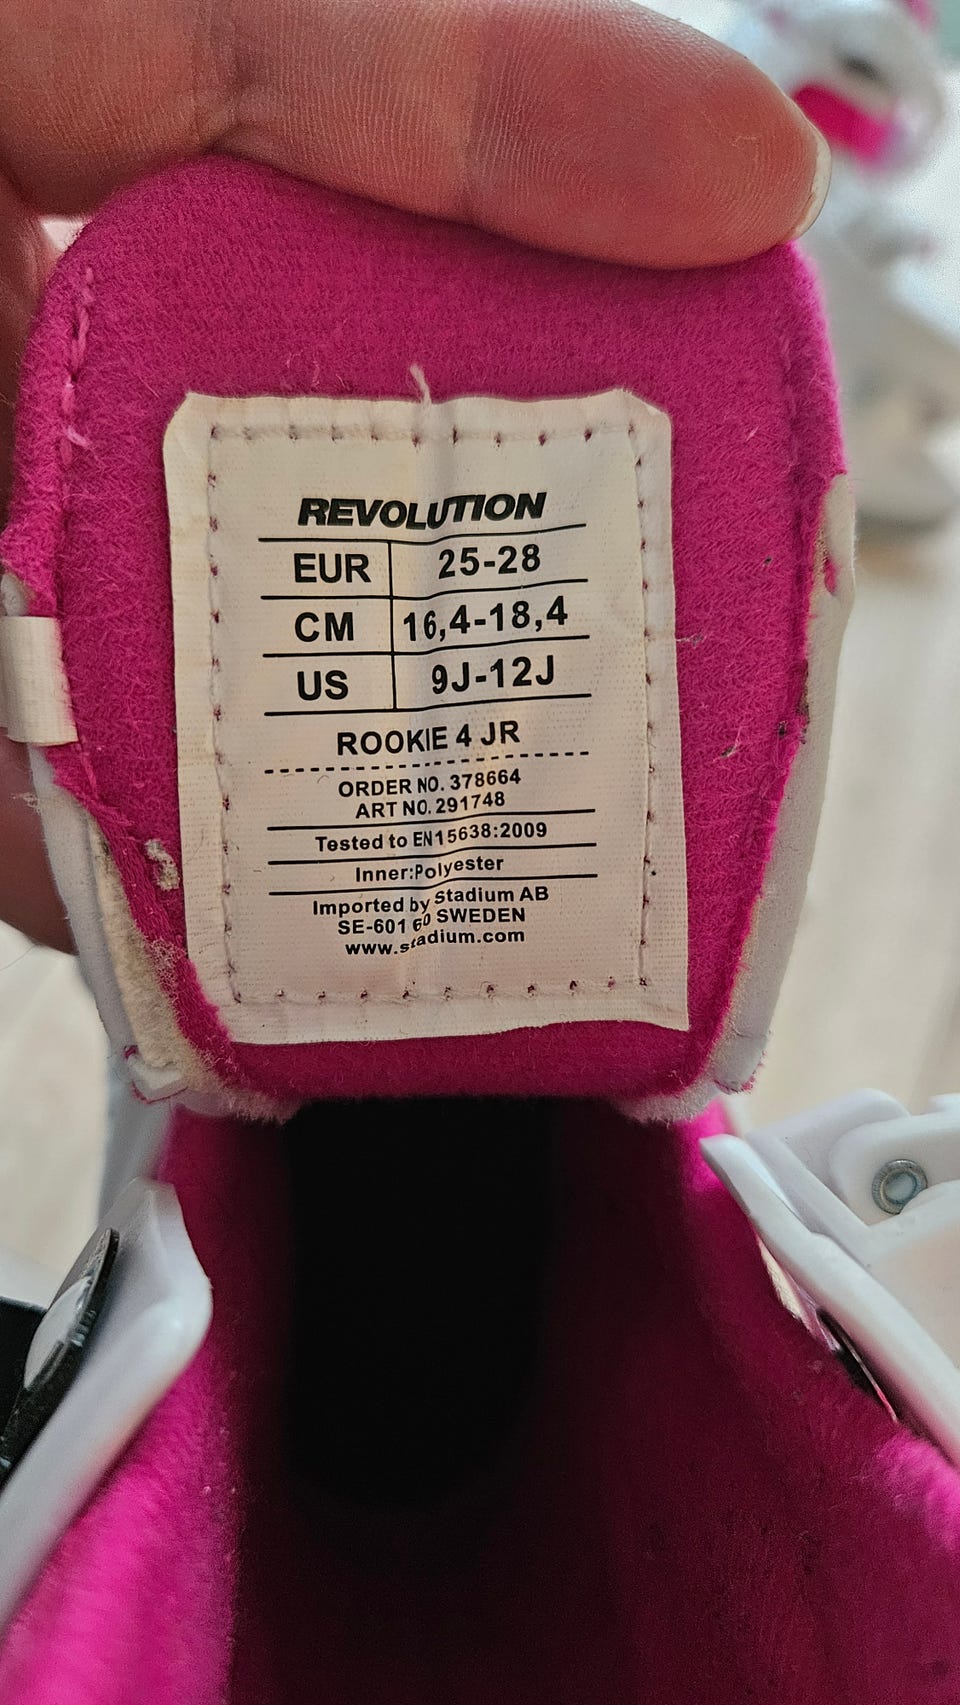 REVOLUTION
EUR 25-28
CM 16,4-18,4
US 9J-12J
ROOKIE 4 JR
ORDER NO. 378664
ART NO. 291748
Tested to EN15638:2009
Inner:Polyester
Imported by Stadium AB
SE-601 60 SWEDEN
www.stadium.com